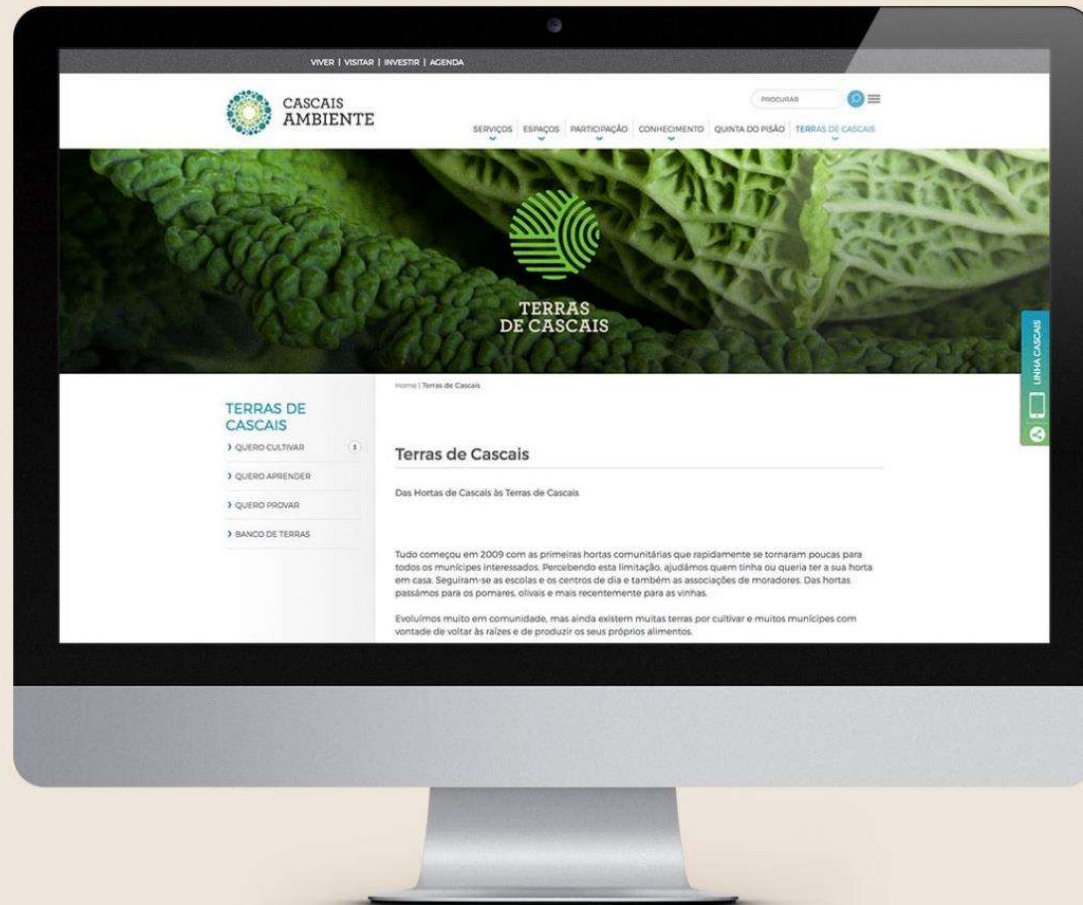 VIVER | VISITAR | INVESTIR | AGENDA
CASCAIS
AMBIENTE
PROCURAR
SERVIÇOS
ESPAÇOS
PARTICIPAÇÃO
CONHECIMENTO
QUINTA DO PISÃO
TERRAS DE CASCAIS
TERRAS
DE CASCAIS
LINHA CASCAIS
Home | Terras de Cascais
TERRAS DE
CASCAIS
QUERO CULTIVAR
QUERO APRENDER
QUERO PROVAR
BANCO DE TERRAS
Terras de Cascais
Das Hortas de Cascais às Terras de Cascais
Tudo começou em 2009 com as primeiras hortas comunitárias que rapidamente se tornaram poucas para
todos os munícipes interessados. Percebendo esta limitação, ajudámos quem tinha ou queria ter a sua horta
em casa. Seguiram-se as escolas e os centros de dia e também as associações de moradores. Das hortas
passámos para os pomares, olivais e mais recentemente para as vinhas.
Evoluímos muito em comunidade, mas ainda existem muitas terras por cultivar e muitos munícipes com
vontade de voltar às raízes e de produzir os seus próprios alimentos.